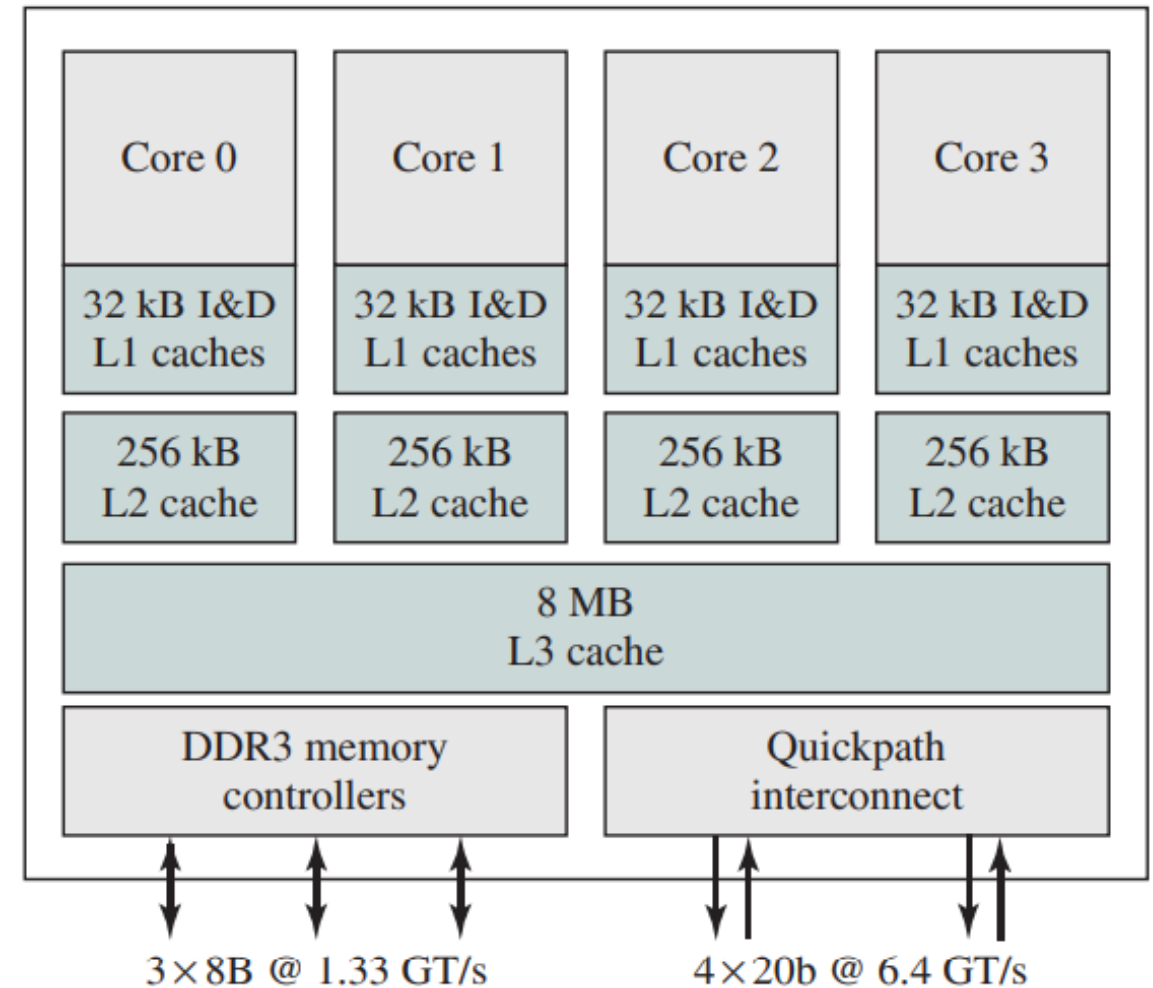 Core 0
Core 1
Core 2
Core 3
32 kB I&D
L1 caches
32 kB I&D
L1 caches
32 kB I&D
L1 caches
32 kB I&D
L1 caches
256 kB
L2 cache
256 kB
L2 cache
256 kB
L2 cache
256 kB
L2 cache
8 MB
L3 cache
DDR3 memory
controllers
Quickpath
interconnect
3×8B @ 1.33 GT/s
4×20b @ 6.4 GT/s